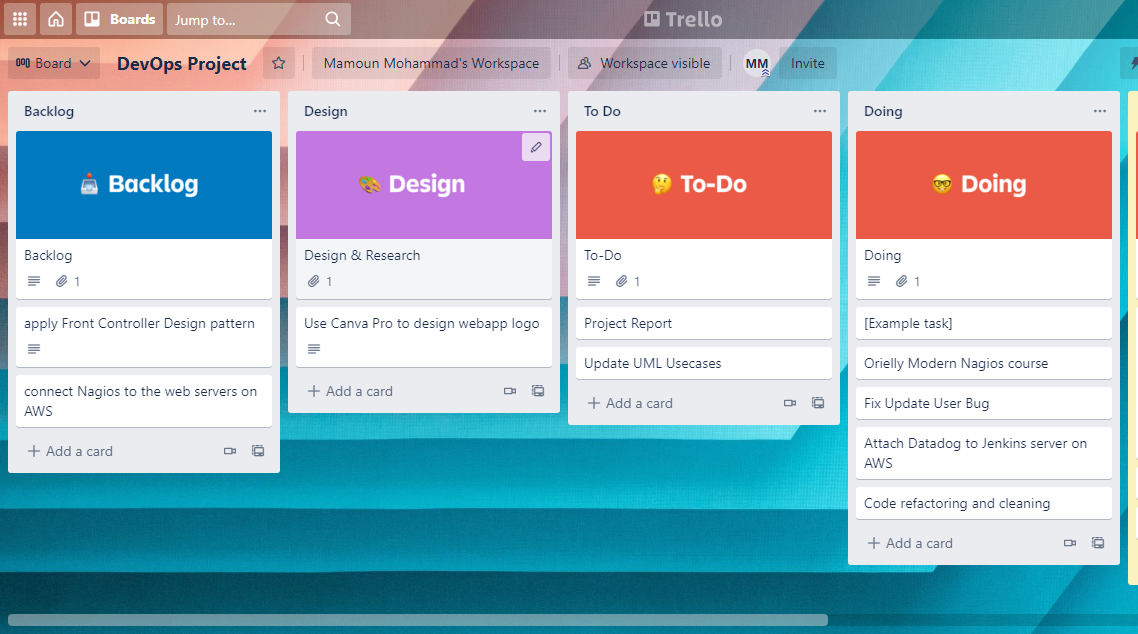 Boards
Jump to...
Trello
Board
DevOps Project
Mamoun Mohammad's Workspace
Workspace visible
MM
Invite
Backlog
Backlog
Backlog
1
apply Front Controller Design pattern
connect Nagios to the web servers on
AWS
Add a card
Design
Design
Design & Research
1
Use Canva Pro to design webapp logo
Add a card
To Do
To-Do
To-Do
1
Project Report
Update UML Usecases
Add a card
Doing
Doing
Doing
1
[Example task]
Orielly Modern Nagios course
Fix Update User Bug
Attach Datadog to Jenkins server on
AWS
Code refactoring and cleaning
Add a card